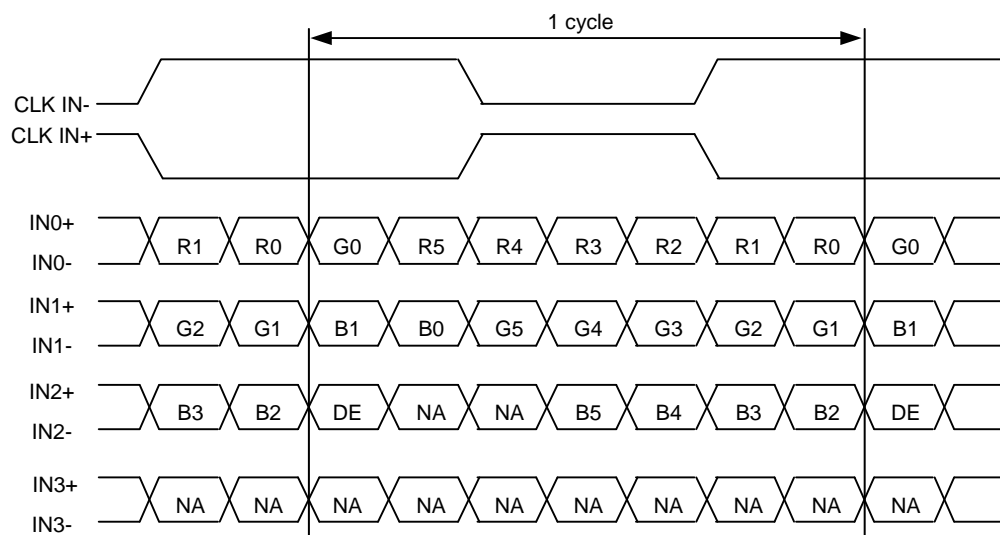 1 cycle
CLK IN-
CLK IN+
IN0+
R1 R0 G0 R5 R4 R3 R2 R1 R0 G0
IN0-
IN1+
G2 G1 B1 B0 G5 G4 G3 G2 G1 B1
IN1-
IN2+
B3 B2 DE NA NA B5 B4 B3 B2 DE
IN2-
IN3+
NA NA NA NA NA NA NA NA NA NA
IN3-